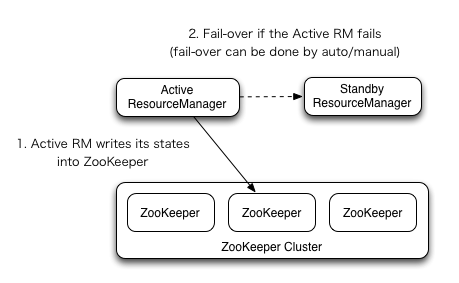 2. Fail-over if the Active RM fails
(fail-over can be done by auto/manual)
Active
ResourceManager
Standby
ResourceManager
1. Active RM writes its states
into ZooKeeper
ZooKeeper
ZooKeeper
ZooKeeper
ZooKeeper Cluster